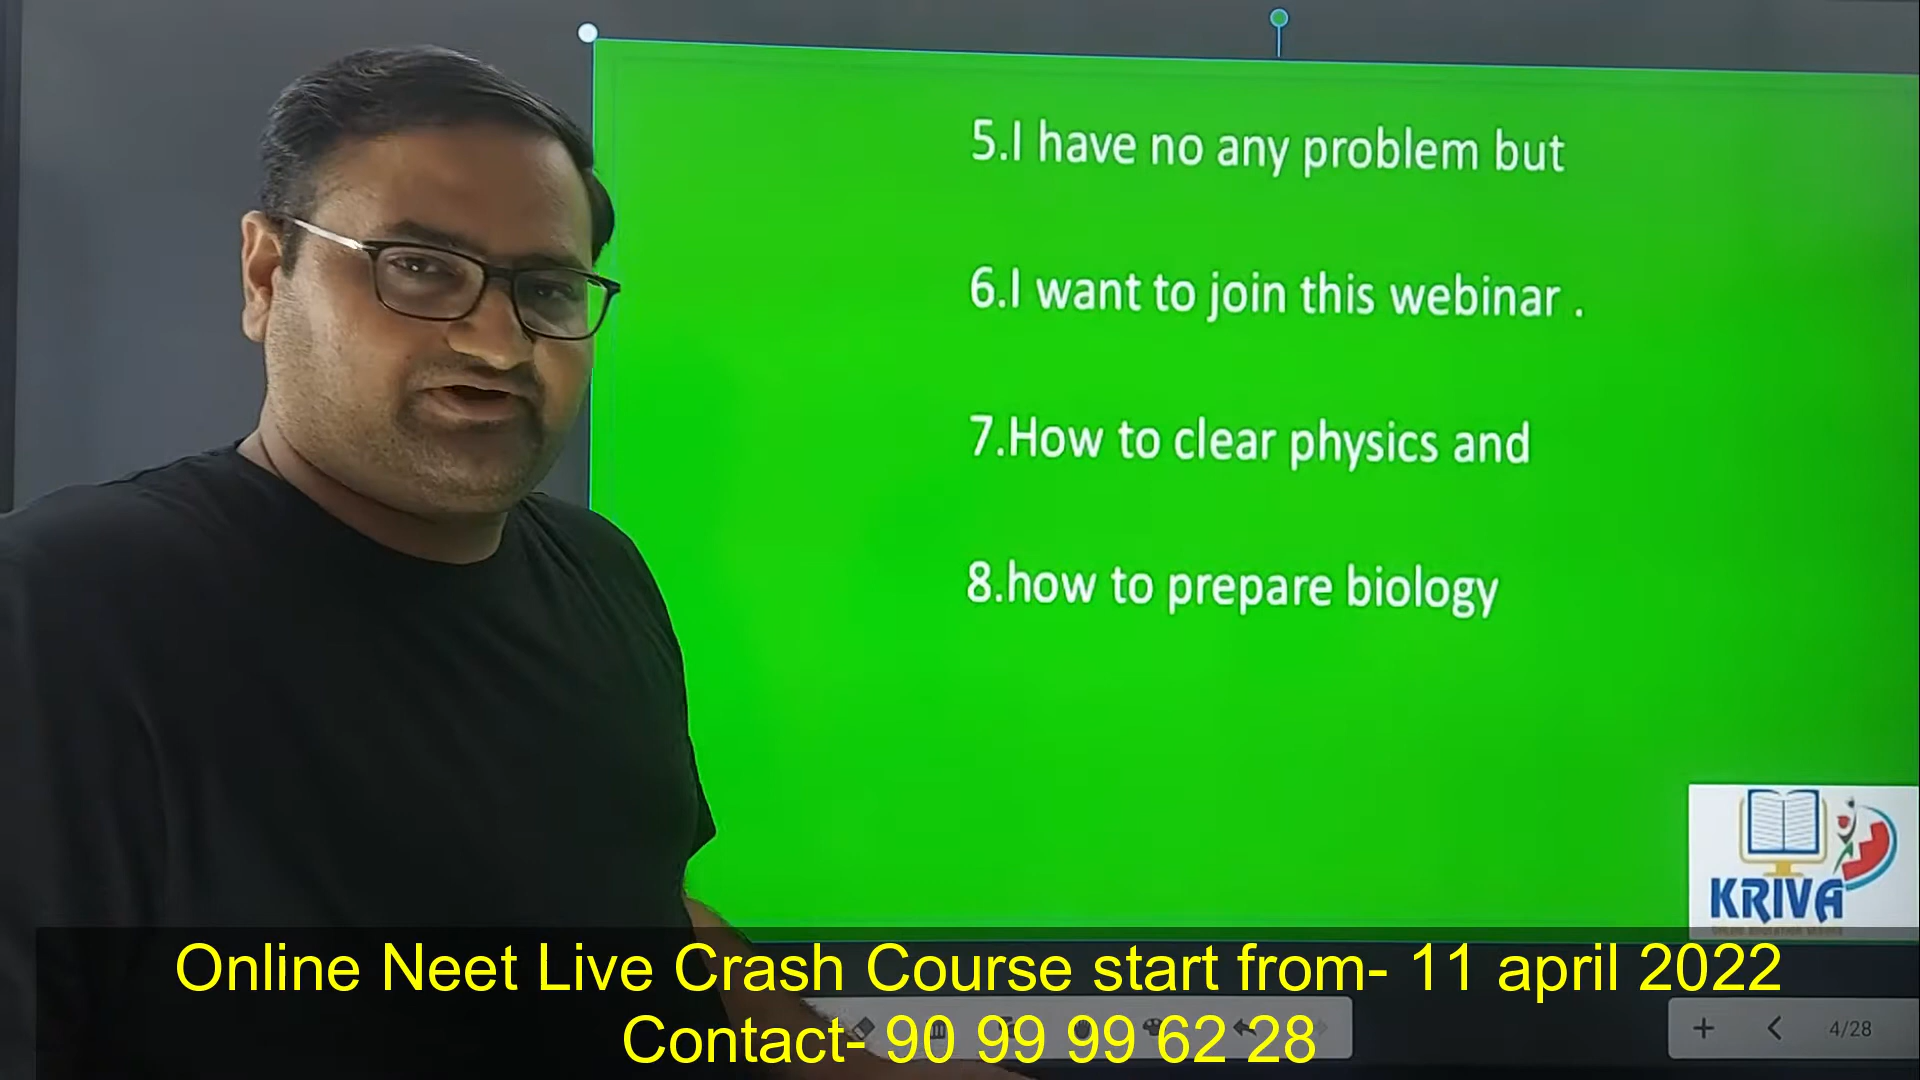 5.I have no any problem but
6.I want to join this webinar .
7.How to clear physics and
8.how to prepare biology
KRIVA
Online Neet Live Crash Course start from- 11 april 2022
Contact- 90 99 99 62 28
4/28